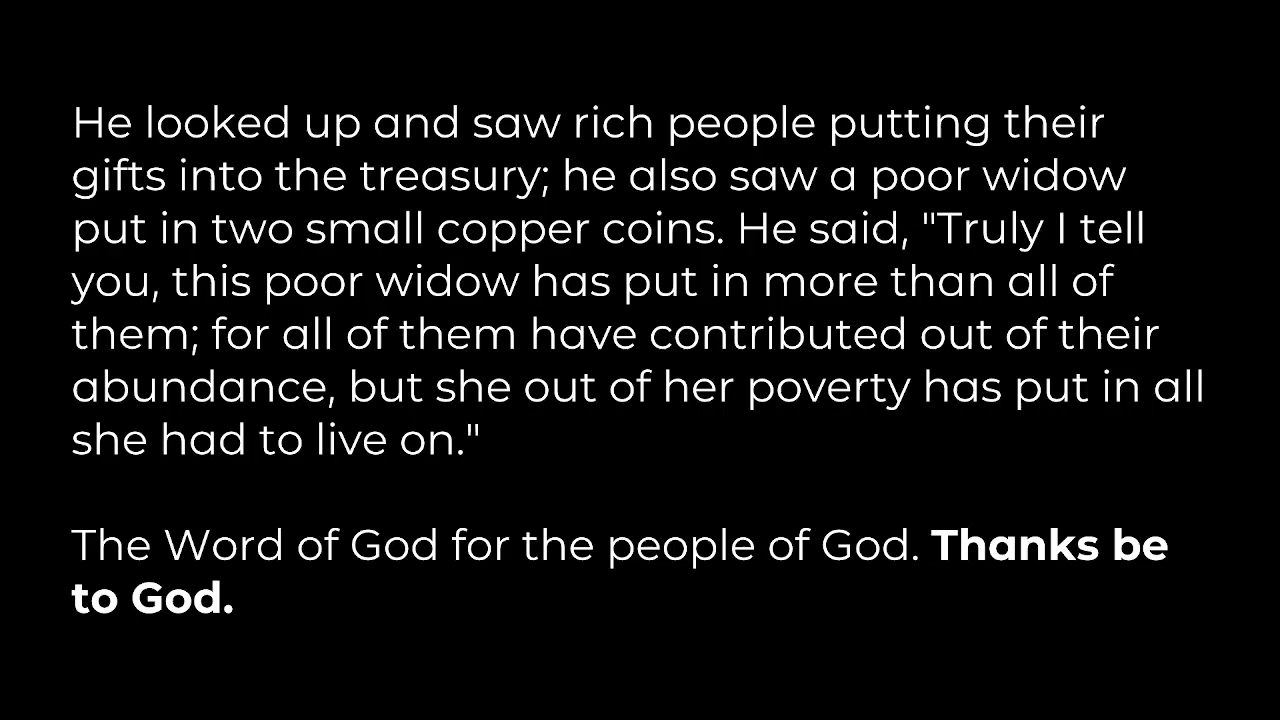 He looked up and saw rich people putting their
gifts into the treasury; he also saw a poor widow
put in two small copper coins. He said, "Truly I tell
you, this poor widow has put in more than all of
them; for all of them have contributed out of their
abundance, but she out of her poverty has put in all
she had to live on."
The Word of God for the people of God. Thanks be
to God.